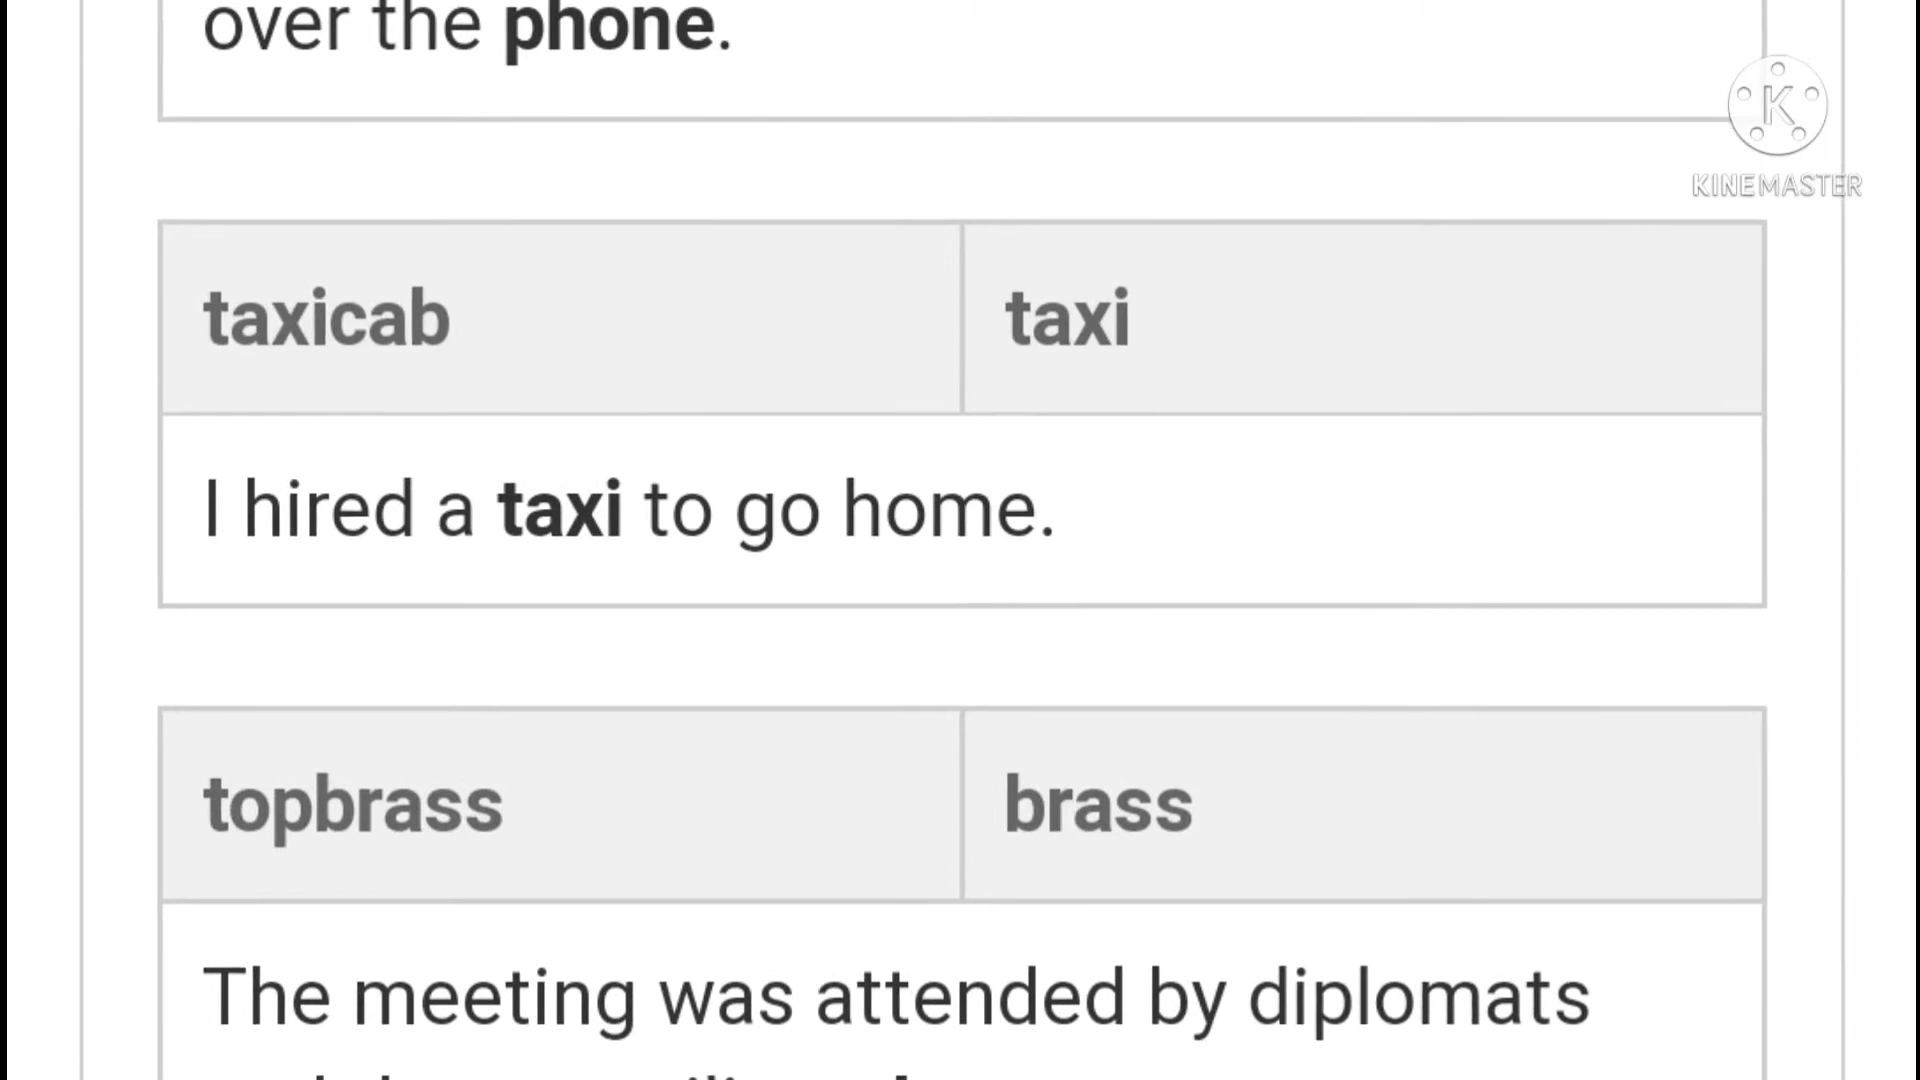 over the phone.
K
KINEMASTER
taxicab taxi
I hired a taxi to go home.
topbrass brass
The meeting was attended by diplomats